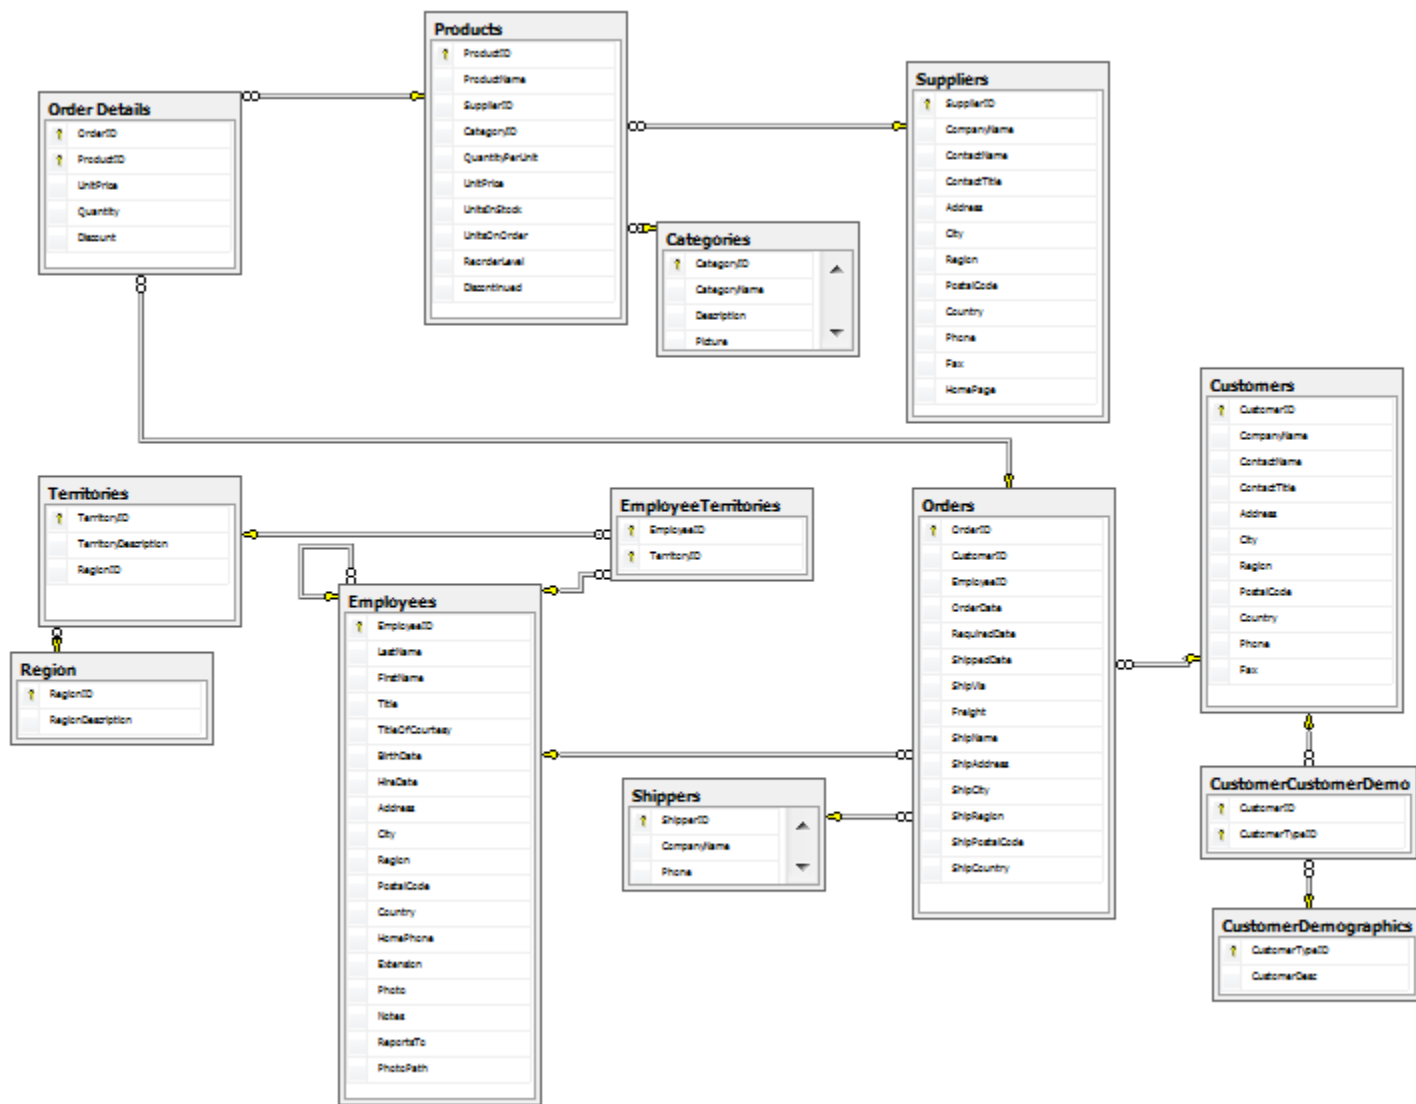 Products
ProductID
ProductName
SupplierID
CategoryID
QuantityPerUnit
UnitPrice
UnitsInStock
UnitsOnOrder
ReorderLevel
Discontinued
Suppliers
SupplierID
CompanyName
ContactName
ContactTitle
Address
City
Region
PostalCode
Country
Phone
Fax
HomePage
Order Details
OrderID
ProductID
UnitPrice
Quantity
Discount
Categories
CategoryID
CategoryName
Description
Picture
Customers
CustomerID
CompanyName
ContactName
ContactTitle
Address
City
Region
PostalCode
Country
Phone
Fax
Territories
TerritoryID
TerritoryDescription
RegionID
EmployeeTerritories
EmployeeID
TerritoryID
Orders
OrderID
CustomerID
EmployeeID
OrderDate
RequiredDate
ShippedDate
ShipVia
Freight
ShipName
ShipAddress
ShipCity
ShipRegion
ShipPostalCode
ShipCountry
Employees
EmployeeID
LastName
FirstName
Title
TitleOfCourtesy
BirthDate
HireDate
Address
City
Region
PostalCode
Country
HomePhone
Extension
Photo
Notes
ReportsTo
PhotoPath
Region
RegionID
RegionDescription
Shippers
ShipperID
CompanyName
Phone
CustomerCustomerDemo
CustomerID
CustomerTypeID
CustomerDemographics
CustomerTypeID
CustomerDesc